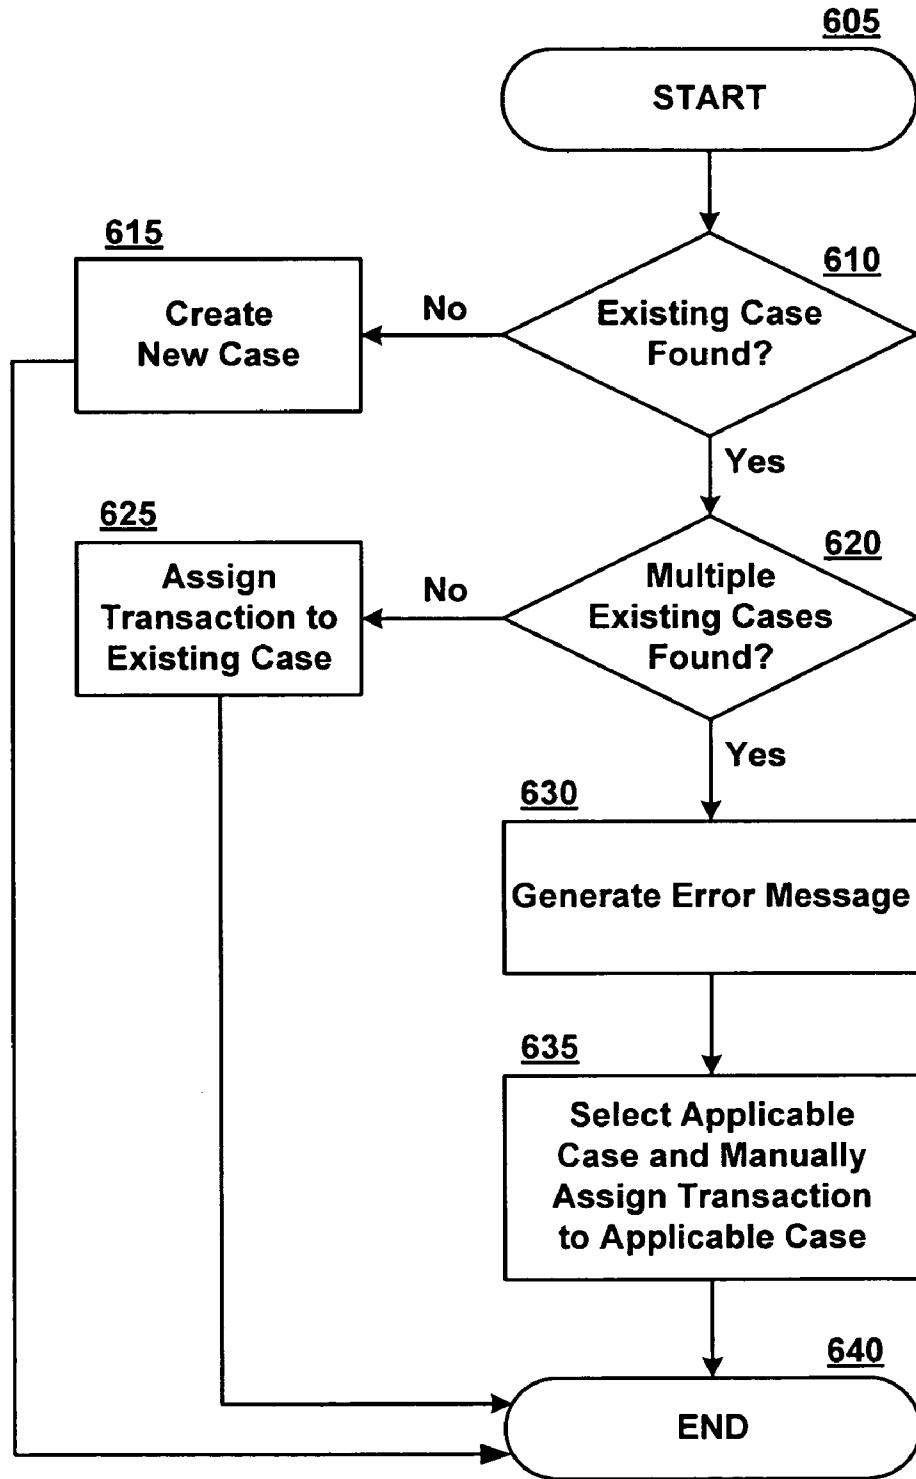 605
START
615
610
Create
New Case
No
Existing Case
Found?
Yes
625
620
Assign
Transaction to
Existing Case
No
Multiple
Existing Cases
Found?
Yes
630
Generate Error Message
635
Select Applicable
Case and Manually
Assign Transaction
to Applicable Case
640
END